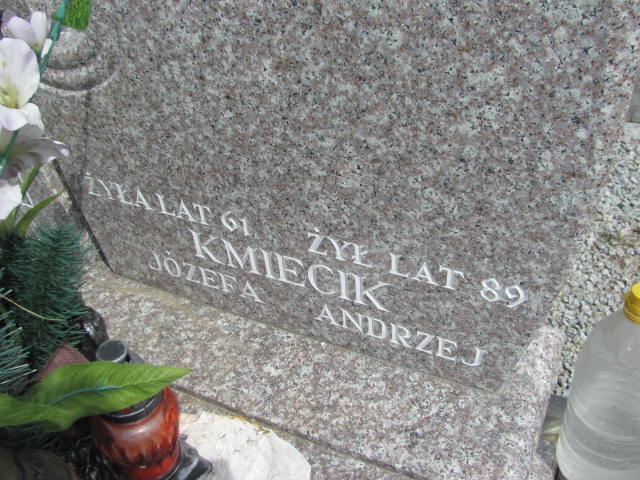 ŻYŁA LAT 61 ŻYŁ LAT 89
KMIECIK
JÓZEFA ANDRZEJ